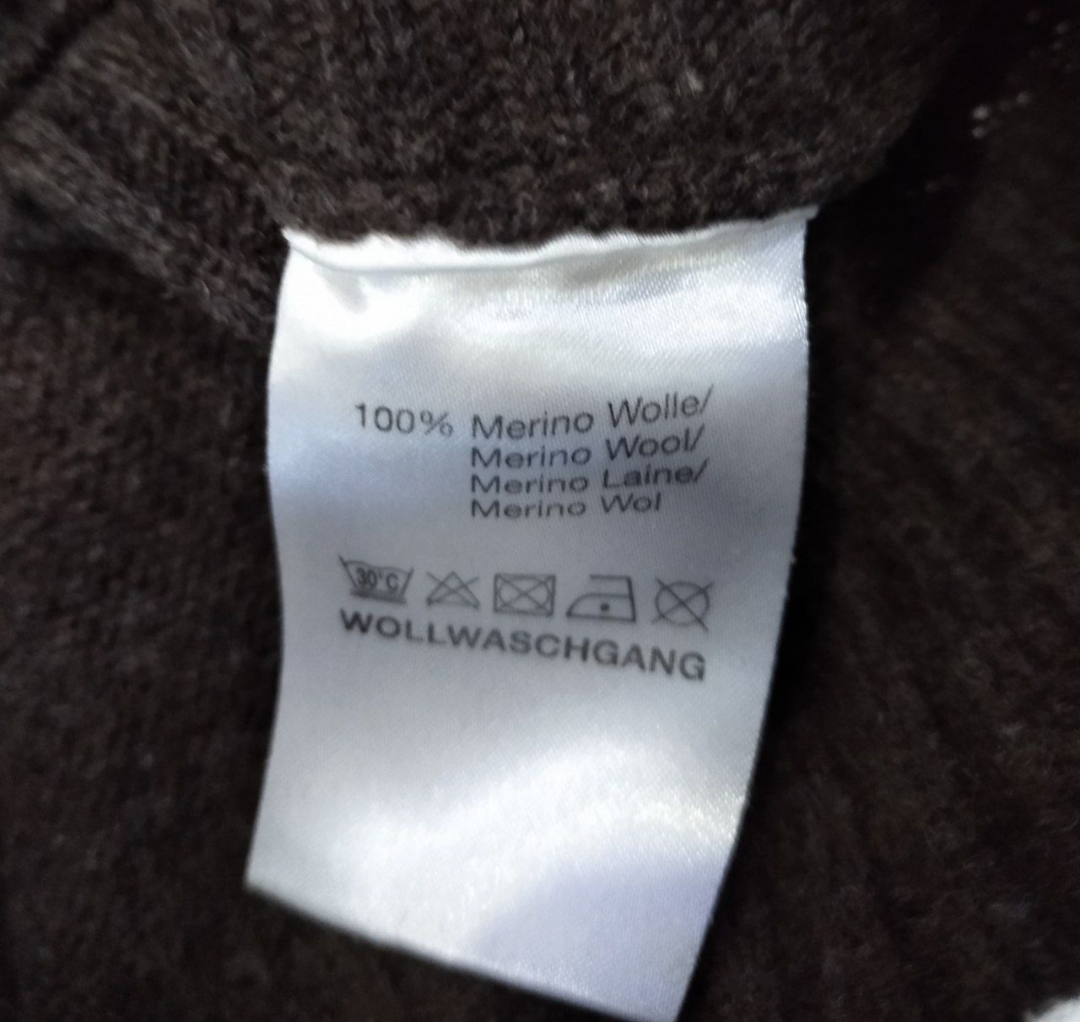 100% Merino Wolle/
Merino Wool/
Merino Laine/
Merino Wol
30°C
WOLLWASCHGANG